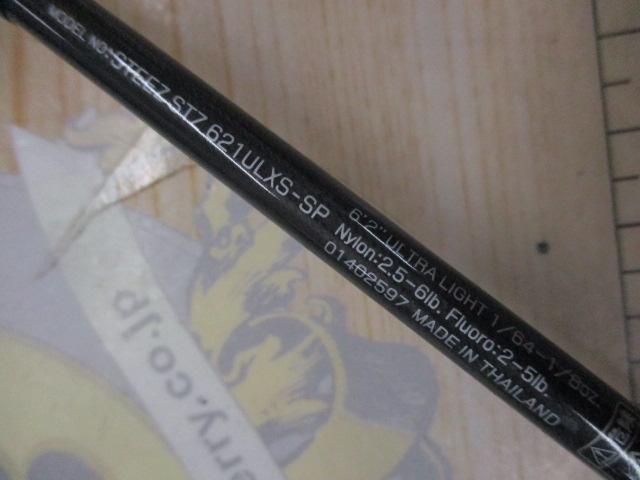 MODEL NO:STEEZ STZ 621ULXS-SP
6'2" ULTRA LIGHT 1/64-1/8oz.
Nylon:2.5-6lb. Fluoro:2-5lb.
01402597 MADE IN THAILAND
erry.co.jp